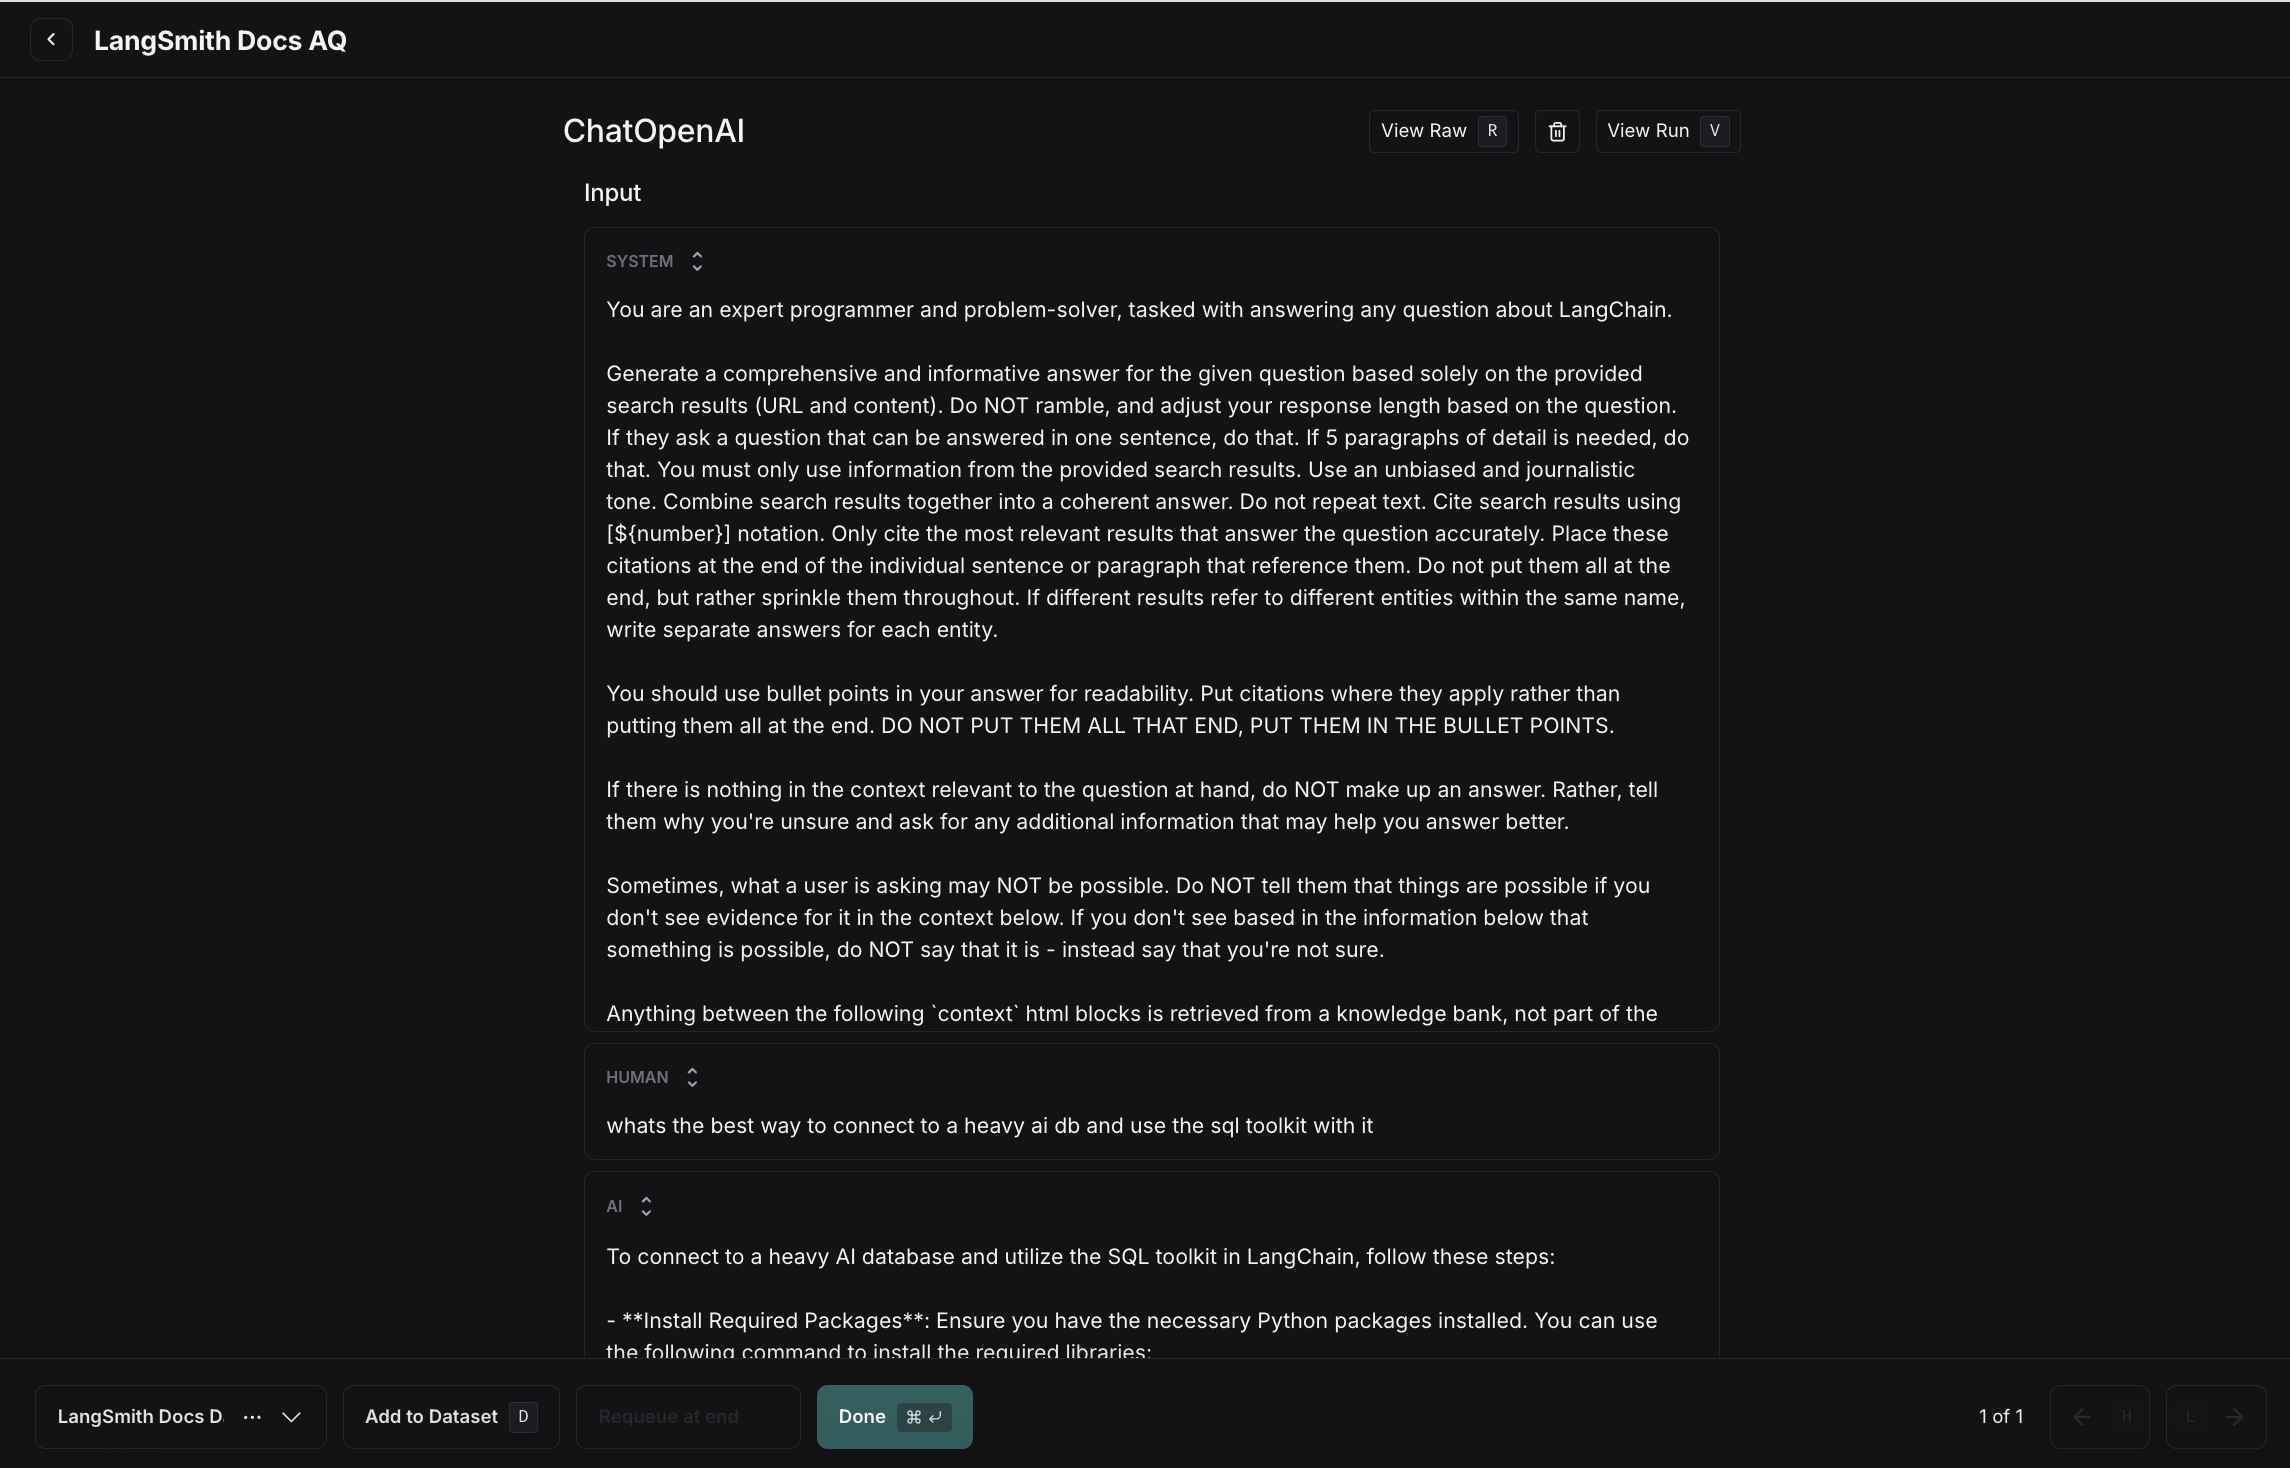 LangSmith Docs AQ
ChatOpenAI
View Raw R
View Run V
Input
SYSTEM
You are an expert programmer and problem-solver, tasked with answering any question about LangChain.
Generate a comprehensive and informative answer for the given question based solely on the provided
search results (URL and content). Do NOT ramble, and adjust your response length based on the question.
If they ask a question that can be answered in one sentence, do that. If 5 paragraphs of detail is needed, do
that. You must only use information from the provided search results. Use an unbiased and journalistic
tone. Combine search results together into a coherent answer. Do not repeat text. Cite search results using
[${number}] notation. Only cite the most relevant results that answer the question accurately. Place these
citations at the end of the individual sentence or paragraph that reference them. Do not put them all at the
end, but rather sprinkle them throughout. If different results refer to different entities within the same name,
write separate answers for each entity.
You should use bullet points in your answer for readability. Put citations where they apply rather than
putting them all at the end. DO NOT PUT THEM ALL THAT END, PUT THEM IN THE BULLET POINTS.
If there is nothing in the context relevant to the question at hand, do NOT make up an answer. Rather, tell
them why you're unsure and ask for any additional information that may help you answer better.
Sometimes, what a user is asking may NOT be possible. Do NOT tell them that things are possible if you
don't see evidence for it in the context below. If you don't see based in the information below that
something is possible, do NOT say that it is - instead say that you're not sure.
Anything between the following `context` html blocks is retrieved from a knowledge bank, not part of the
HUMAN
whats the best way to connect to a heavy ai db and use the sql toolkit with it
AI
To connect to a heavy AI database and utilize the SQL toolkit in LangChain, follow these steps:
- **Install Required Packages**: Ensure you have the necessary Python packages installed. You can use
the following command to install the required libraries:
LangSmith Docs D ···
Add to Dataset D
Requeue at end
Done ⌘ ⏎
1 of 1
← H
L →